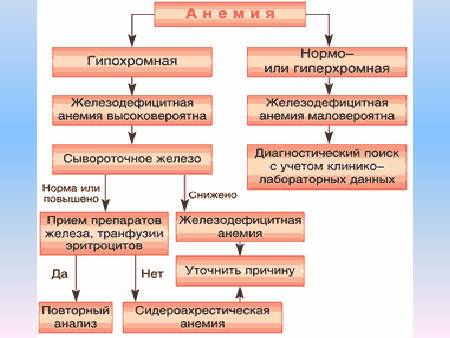 Анемия
Гипохромная
Нормо–
или гиперхромная
Железодефицитная
анемия высоковероятна
Железодефицитная
анемия маловероятна
Сывороточное железо
Диагностический поиск
с учетом клинико–
лабораторных данных
Норма или
повышено
Снижено
Прием препаратов
железа, транфузии
эритроцитов
Железодефицитная
анемия
Уточнить причину
Да
Нет
Повторный
анализ
Сидероахрестическая
анемия